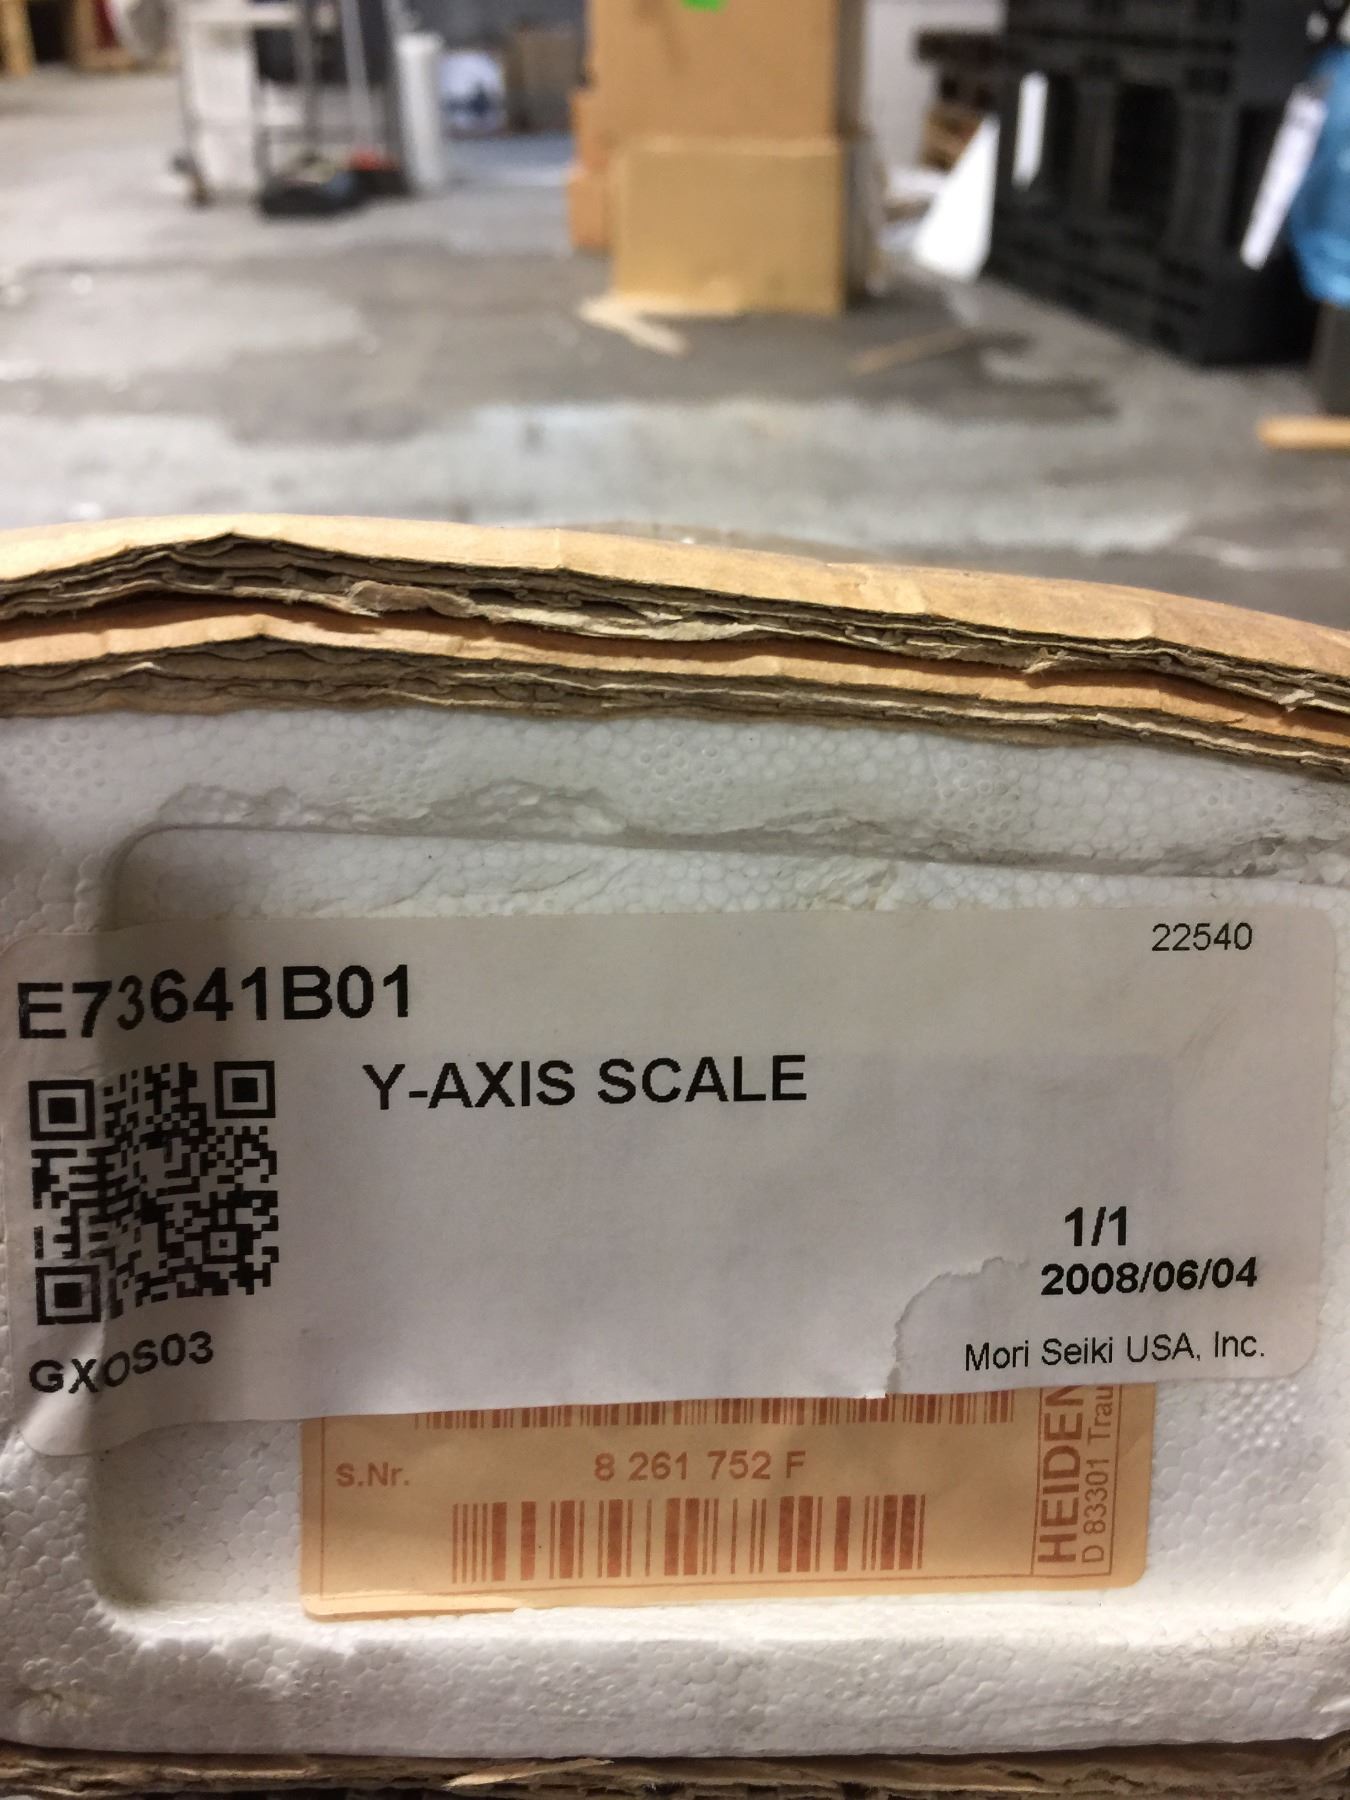 22540
E73641B01
Y-AXIS SCALE
1/1
2008/06/04
GXOS03
Mori Seiki USA, Inc.
S.Nr. 8 261 752 F
HEIDEN
D 83301 Trau